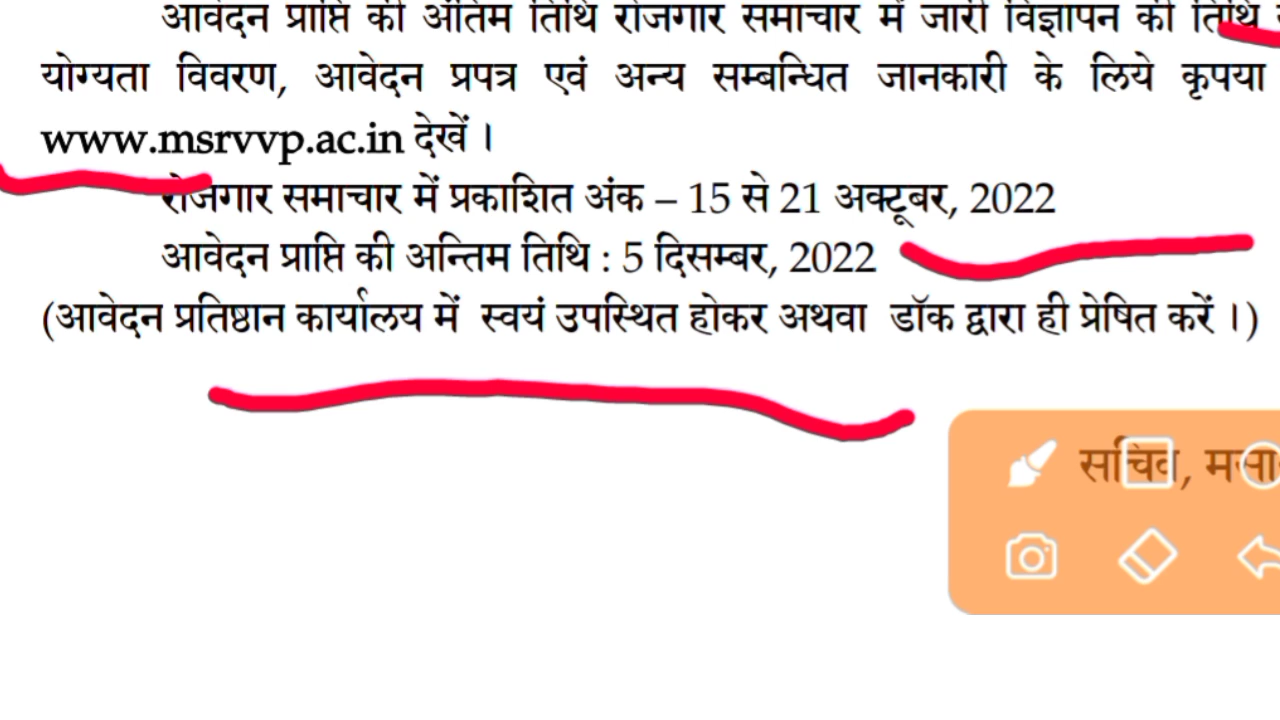 आवेदन प्राप्ति की अंतिम तिथि रोजगार समाचार में जारी विज्ञापन की तिथि
योग्यता विवरण, आवेदन प्रपत्र एवं अन्य सम्बन्धित जानकारी के लिये कृपया
www.msrvvp.ac.in देखें ।
रोजगार समाचार में प्रकाशित अंक – 15 से 21 अक्टूबर, 2022
आवेदन प्राप्ति की अन्तिम तिथि : 5 दिसम्बर, 2022
(आवेदन प्रतिष्ठान कार्यालय में स्वयं उपस्थित होकर अथवा डॉक द्वारा ही प्रेषित करें ।)
सचिव,